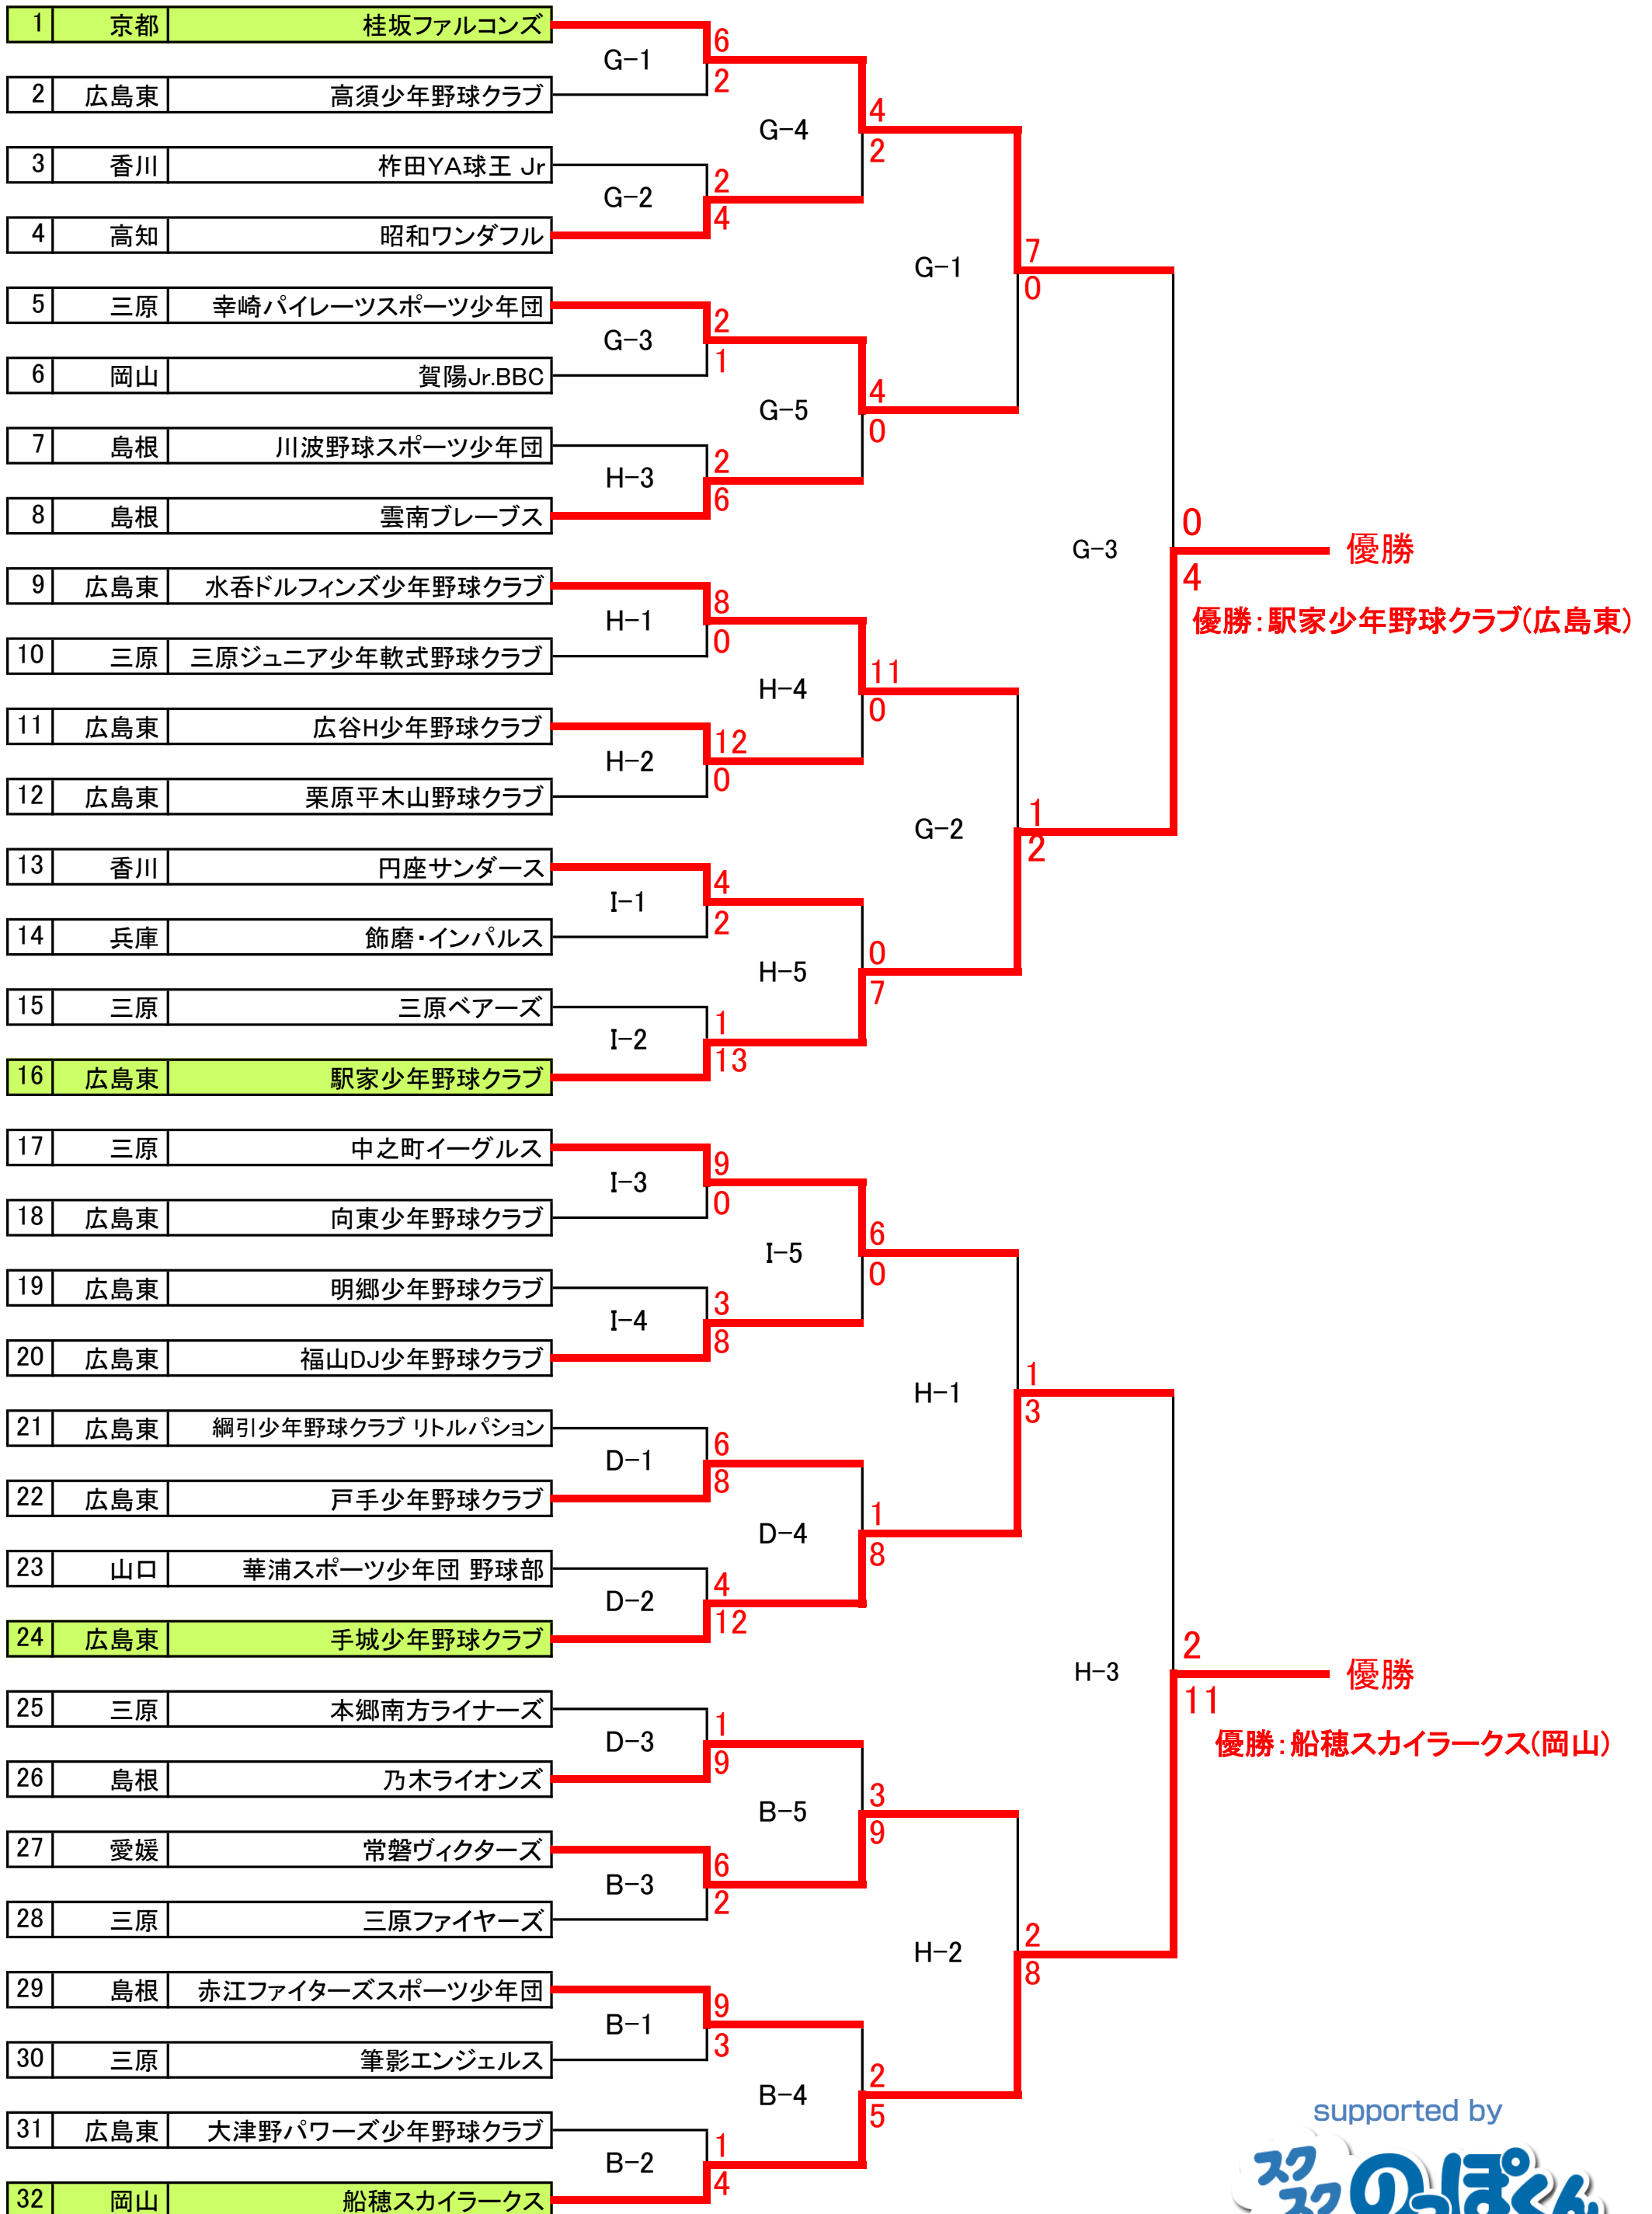 1 京都 桂坂ファルコンズ
G-1
6
2
2 広島東 高須少年野球クラブ
G-4
4
2
3 香川 柞田YA球王 Jr
G-2
2
4
4 高知 昭和ワンダフル
G-1
7
0
5 三原 幸崎パイレーツスポーツ少年団
G-3
2
1
6 岡山 賀陽Jr.BBC
G-5
4
0
7 島根 川波野球スポーツ少年団
H-3
2
6
8 島根 雲南ブレーブス
G-3
0
4
優勝
優勝:駅家少年野球クラブ(広島東)
9 広島東 水呑ドルフィンズ少年野球クラブ
H-1
8
0
10 三原 三原ジュニア少年軟式野球クラブ
H-4
11
0
11 広島東 広谷H少年野球クラブ
H-2
12
0
12 広島東 栗原平木山野球クラブ
G-2
1
2
13 香川 円座サンダース
I-1
4
2
14 兵庫 飾磨・インパルス
H-5
0
7
15 三原 三原ベアーズ
I-2
1
13
16 広島東 駅家少年野球クラブ
17 三原 中之町イーグルス
I-3
9
0
18 広島東 向東少年野球クラブ
I-5
6
0
19 広島東 明郷少年野球クラブ
I-4
3
8
20 広島東 福山DJ少年野球クラブ
H-1
1
3
21 広島東 綱引少年野球クラブ リトルパション
D-1
6
8
22 広島東 戸手少年野球クラブ
D-4
1
8
23 山口 華浦スポーツ少年団 野球部
D-2
4
12
24 広島東 手城少年野球クラブ
H-3
2
11
優勝
優勝:船穂スカイラークス(岡山)
25 三原 本郷南方ライナーズ
D-3
1
9
26 島根 乃木ライオンズ
B-5
3
9
27 愛媛 常磐ヴィクターズ
B-3
6
2
28 三原 三原ファイヤーズ
H-2
2
8
29 島根 赤江ファイターズスポーツ少年団
B-1
9
3
30 三原 筆影エンジェルス
B-4
2
5
31 広島東 大津野パワーズ少年野球クラブ
B-2
1
4
32 岡山 船穂スカイラークス
supported by
スクスク
のっぽくん